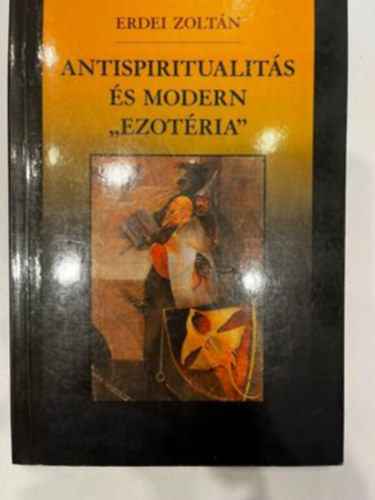 ERDEI ZOLTÁN
ANTISPIRITUALITÁS
ÉS MODERN
„EZOTÉRIA”